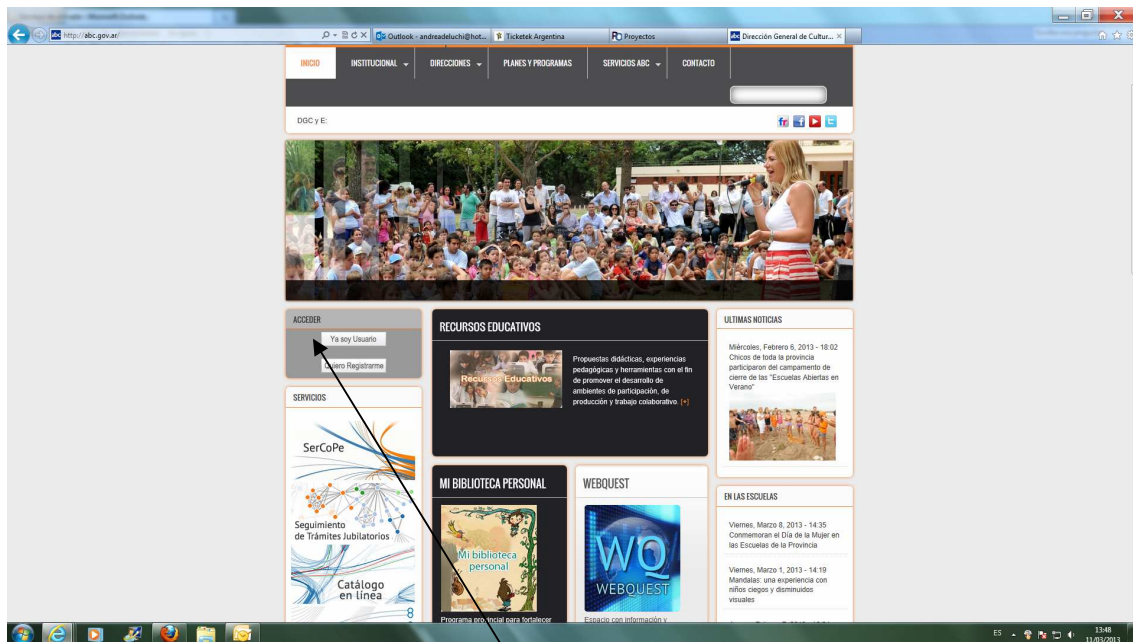 http://abc.gov.ar/
Outlook - andreadeluchi@hot...
Ticketek Argentina
Proyectos
abc Dirección General de Cultur...
INICIO
INSTITUCIONAL
DIRECCIONES
PLANES Y PROGRAMAS
SERVICIOS ABC
CONTACTO
DGC y E:
ACCEDER
Ya soy Usuario
Quiero Registrarme
SERVICIOS
SerCoPe
Seguimiento
de Trámites Jubilatorios
Catálogo
en línea
RECURSOS EDUCATIVOS
Recursos Educativos
Propuestas didácticas, experiencias
pedagógicas y herramientas con el fin
de promover el desarrollo de
ambientes de participación, de
producción y trabajo colaborativo. [+]
MI BIBLIOTECA PERSONAL
Mi biblioteca
personal
Programa provincial para fortalecer
WEBQUEST
WQ
WEBQUEST
Espacio con información y
ULTIMAS NOTICIAS
Miércoles, Febrero 6, 2013 - 18:02
Chicos de toda la provincia
participaron del campamento de
cierre de las "Escuelas Abiertas en
Verano"
EN LAS ESCUELAS
Viernes, Marzo 8, 2013 - 14:35
Conmemoran el Día de la Mujer en
las Escuelas de la Provincia
Viernes, Marzo 1, 2013 - 14:19
Mandalas: una experiencia con
niños ciegos y disminuidos
visuales
ES
13:48
11/03/2013